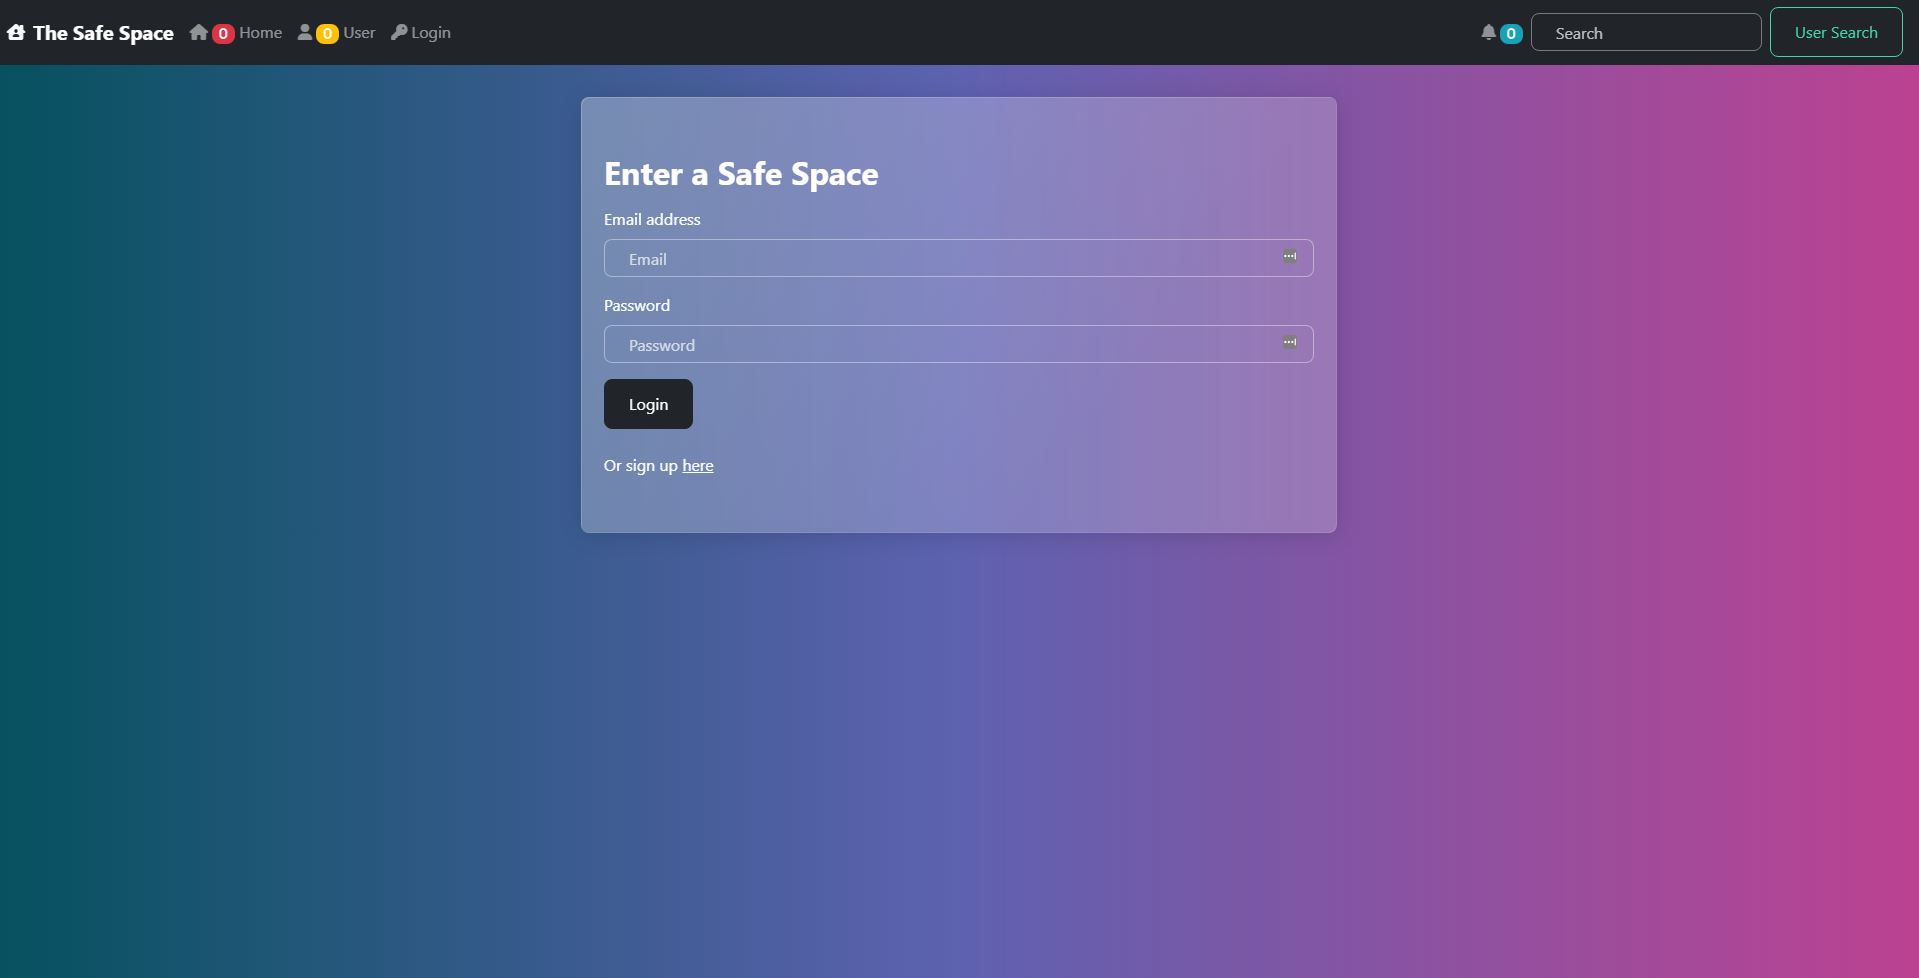 The Safe Space 0 Home 0 User Login 0 Search User Search
Enter a Safe Space
Email address
Email
Password
Password
Login
Or sign up here